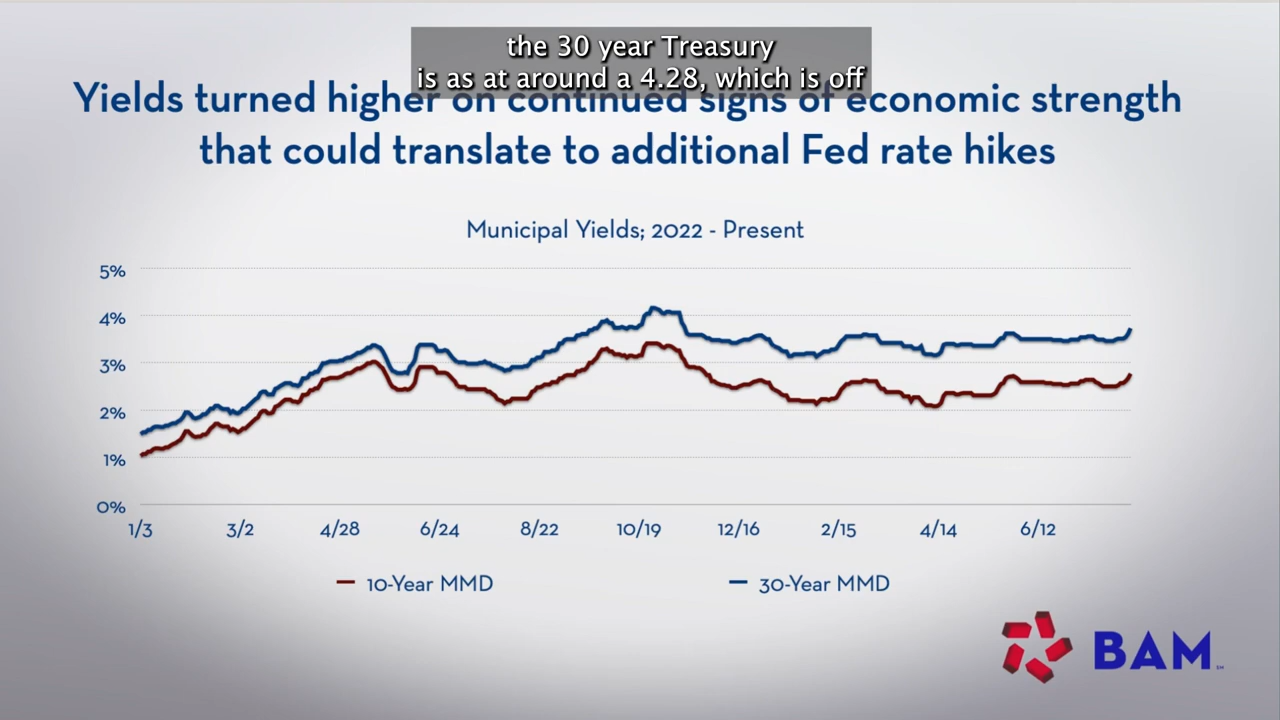 the 30 year Treasury
is as at around a 4.28, which is off
Yields turned higher on continued signs of economic strength
that could translate to additional Fed rate hikes
Municipal Yields; 2022 - Present
5%
4%
3%
2%
1%
0%
1/3 3/2 4/28 6/24 8/22 10/19 12/16 2/15 4/14 6/12
10-Year MMD 30-Year MMD
BAM